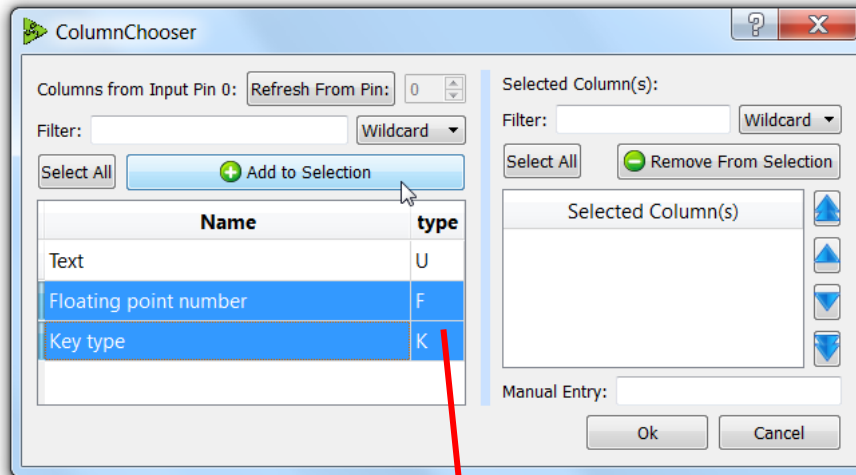 ColumnChooser
? X
Columns from Input Pin 0: Refresh From Pin: 0
Filter: Wildcard
Select All Add to Selection
Name type
Text U
Floating point number F
Key type K
Selected Column(s):
Filter: Wildcard
Select All Remove From Selection
Selected Column(s)
Manual Entry:
Ok Cancel